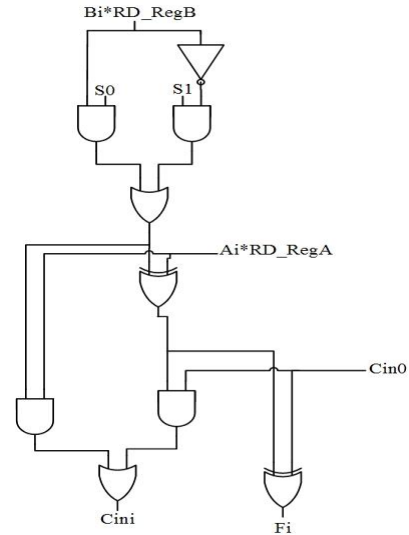 Bi*RD_RegB
S0
S1
Ai*RD_RegA
Cin0
Cini
Fi